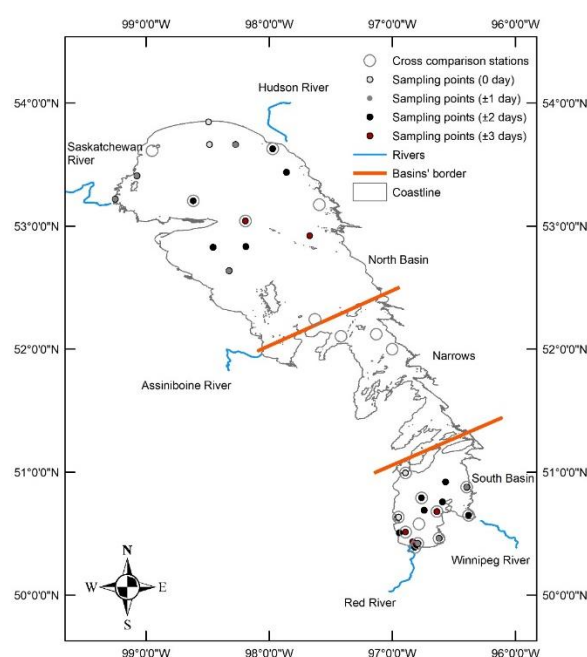 99°0'0"W 98°0'0"W 97°0'0"W 96°0'0"W
54°0'0"N
53°0'0"N
52°0'0"N
51°0'0"N
50°0'0"N
Cross comparison stations
Sampling points (0 day)
Sampling points (±1 day)
Sampling points (±2 days)
Sampling points (±3 days)
Rivers
Basins' border
Coastline
Hudson River
Saskatchewan
River
North Basin
Assiniboine River
Narrows
South Basin
Winnipeg River
Red River
N
W E
S
54°0'0"N
53°0'0"N
52°0'0"N
51°0'0"N
50°0'0"N
99°0'0"W 98°0'0"W 97°0'0"W 96°0'0"W